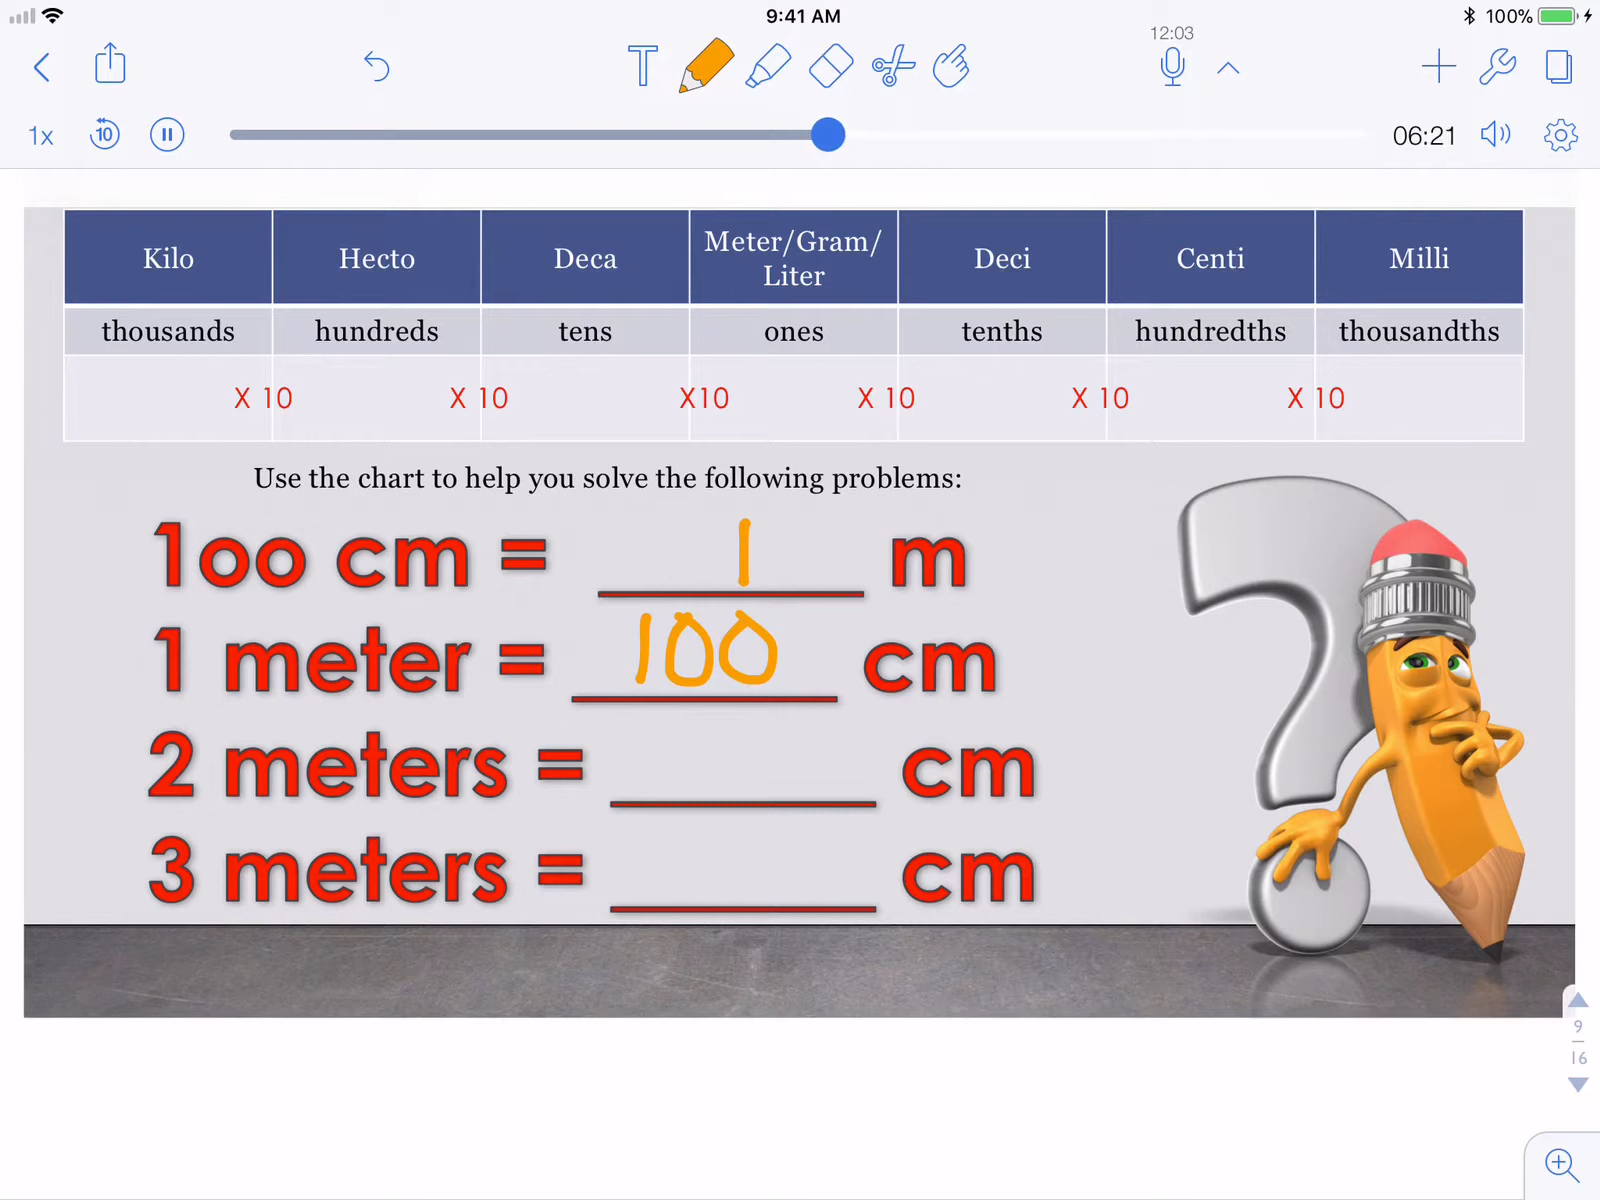 9:41 AM
100%
12:03
T
1x
10
06:21
Kilo Hecto Deca Meter/Gram/ Deci Centi Milli
Liter
thousands hundreds tens ones tenths hundredths thousandths
X 10 X 10 X10 X 10 X 10 X 10
Use the chart to help you solve the following problems:
1oo cm = 1 m
1 meter = 100 cm
2 meters = cm
3 meters = cm
9
16